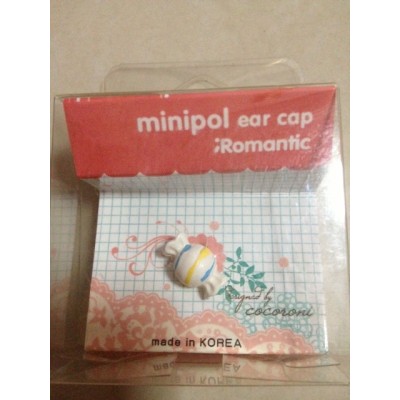 minipol ear cap
;Romantic
designed by
cocoroni
made in KOREA